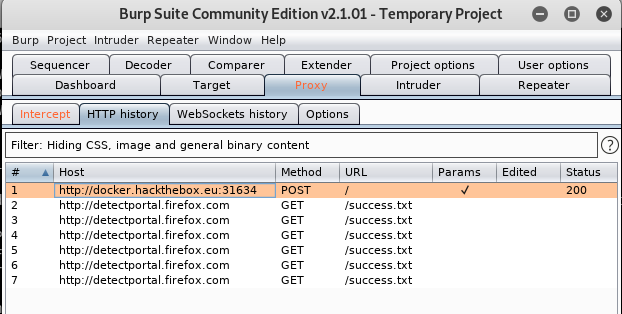 Burp Suite Community Edition v2.1.01 - Temporary Project
Burp Project Intruder Repeater Window Help
Sequencer Decoder Comparer Extender Project options User options
Dashboard Target Proxy Intruder Repeater
Intercept HTTP history WebSockets history Options
Filter: Hiding CSS, image and general binary content ?
# Host Method URL Params Edited Status
1 http://docker.hackthebox.eu:31634 POST / ✓ 200
2 http://detectportal.firefox.com GET /success.txt
3 http://detectportal.firefox.com GET /success.txt
4 http://detectportal.firefox.com GET /success.txt
5 http://detectportal.firefox.com GET /success.txt
6 http://detectportal.firefox.com GET /success.txt
7 http://detectportal.firefox.com GET /success.txt